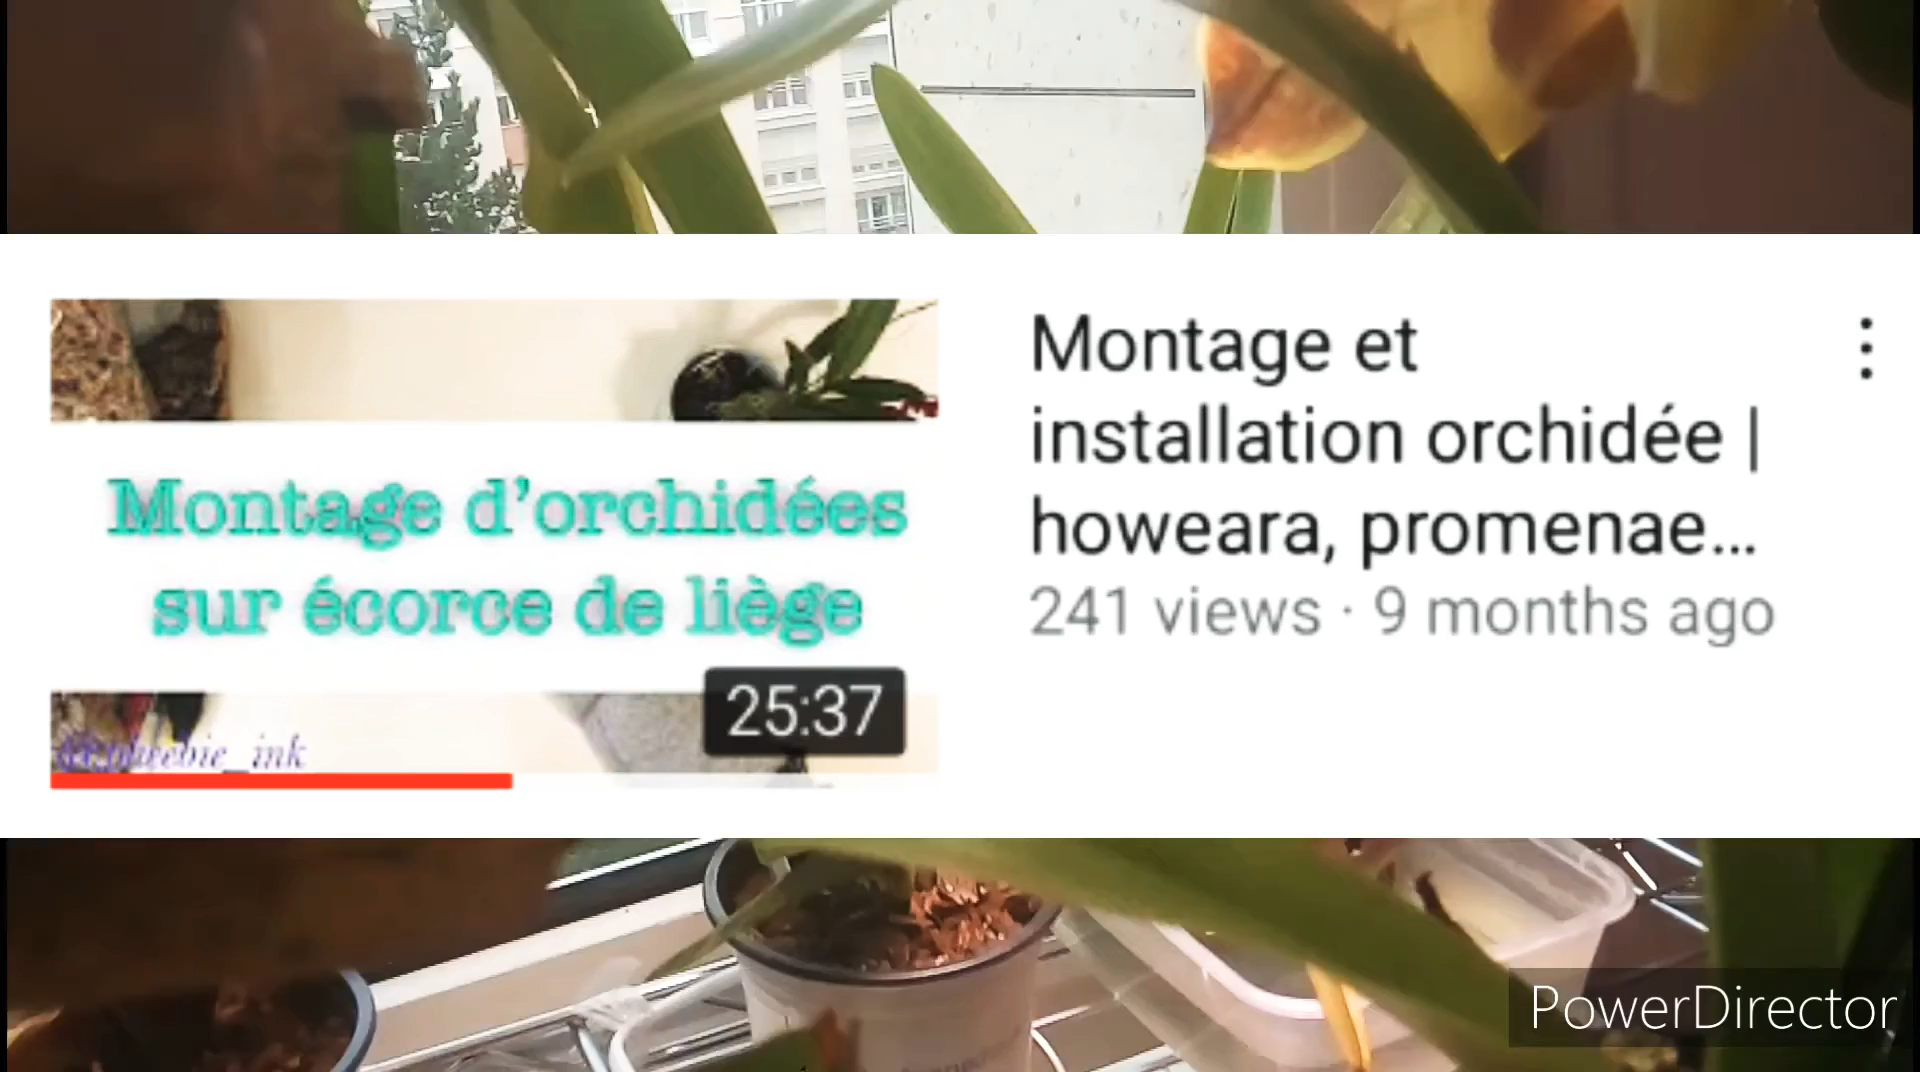 Montage d'orchidées
sur écorce de liège
25:37
Montage et
installation orchidée |
howeara, promenae...
241 views · 9 months ago
PowerDirector